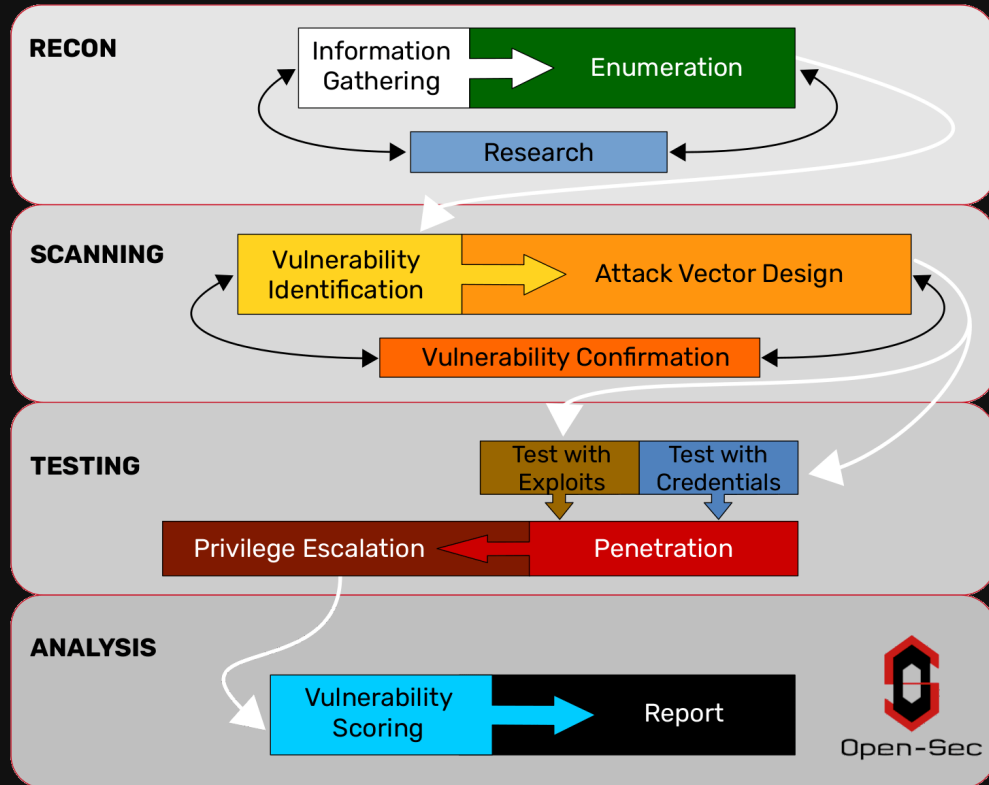 RECON
Information
Gathering
Enumeration
Research
SCANNING
Vulnerability
Identification
Attack Vector Design
Vulnerability Confirmation
TESTING
Test with
Exploits
Test with
Credentials
Privilege Escalation
Penetration
ANALYSIS
Vulnerability
Scoring
Report
Open-Sec